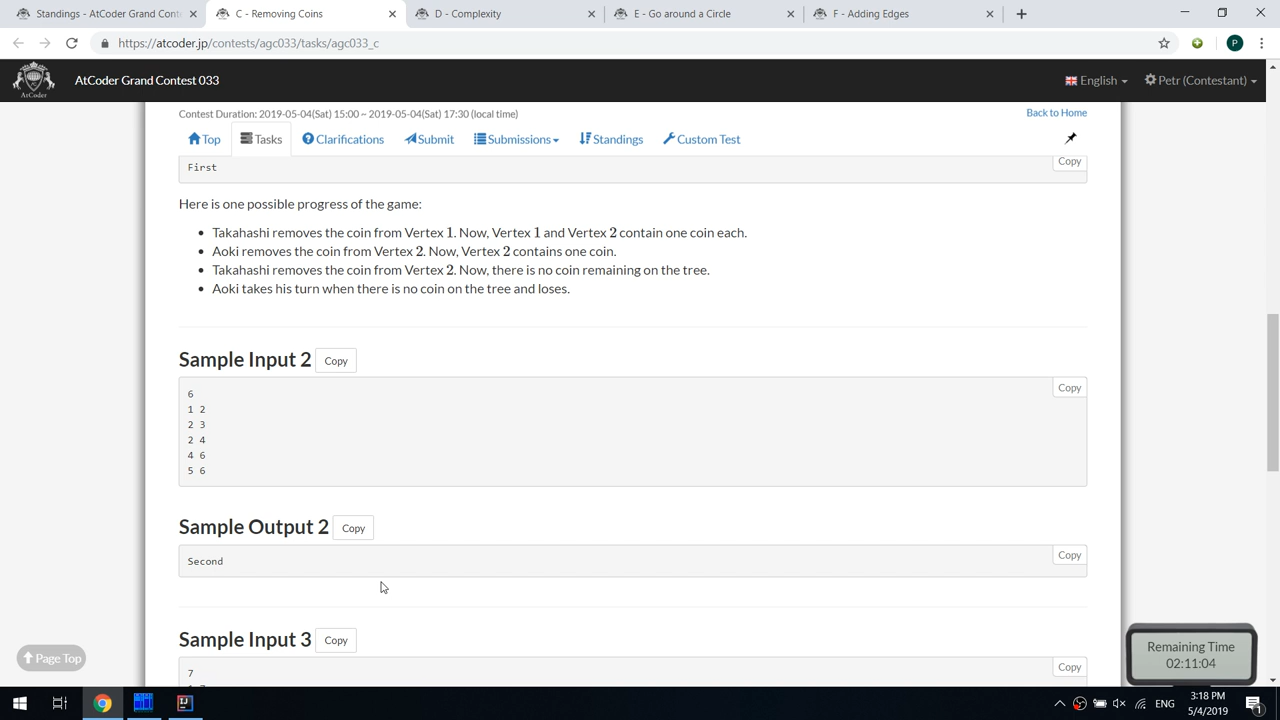 Standings - AtCoder Grand Cont
C - Removing Coins
D - Complexity
E - Go around a Circle
F - Adding Edges
https://atcoder.jp/contests/agc033/tasks/agc033_c
P
AtCoder
AtCoder Grand Contest 033
English
Petr (Contestant)
Contest Duration: 2019-05-04(Sat) 15:00 ~ 2019-05-04(Sat) 17:30 (local time)
Back to Home
Top
Tasks
Clarifications
Submit
Submissions
Standings
Custom Test
First
Copy
Here is one possible progress of the game:
• Takahashi removes the coin from Vertex 1. Now, Vertex 1 and Vertex 2 contain one coin each.
• Aoki removes the coin from Vertex 2. Now, Vertex 2 contains one coin.
• Takahashi removes the coin from Vertex 2. Now, there is no coin remaining on the tree.
• Aoki takes his turn when there is no coin on the tree and loses.
Sample Input 2
Copy
Copy
6
1 2
2 3
2 4
4 6
5 6
Sample Output 2
Copy
Copy
Second
Sample Input 3
Copy
Copy
7
Page Top
Remaining Time
02:11:04
ENG
3:18 PM
5/4/2019
1